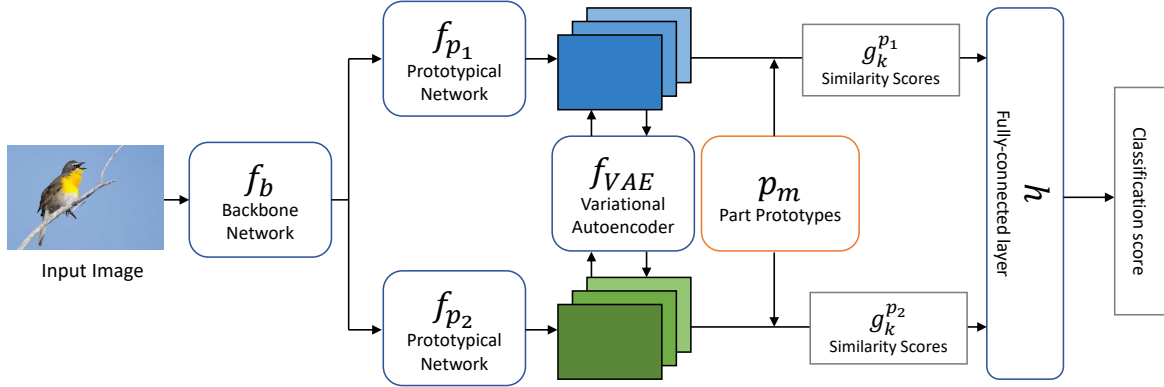 Input Image
f_b
Backbone
Network
f_{p_1}
Prototypical
Network
f_{p_2}
Prototypical
Network
f_{VAE}
Variational
Autoencoder
p_m
Part Prototypes
g_k^{p_1}
Similarity Scores
g_k^{p_2}
Similarity Scores
h
Fully-connected layer
Classification score